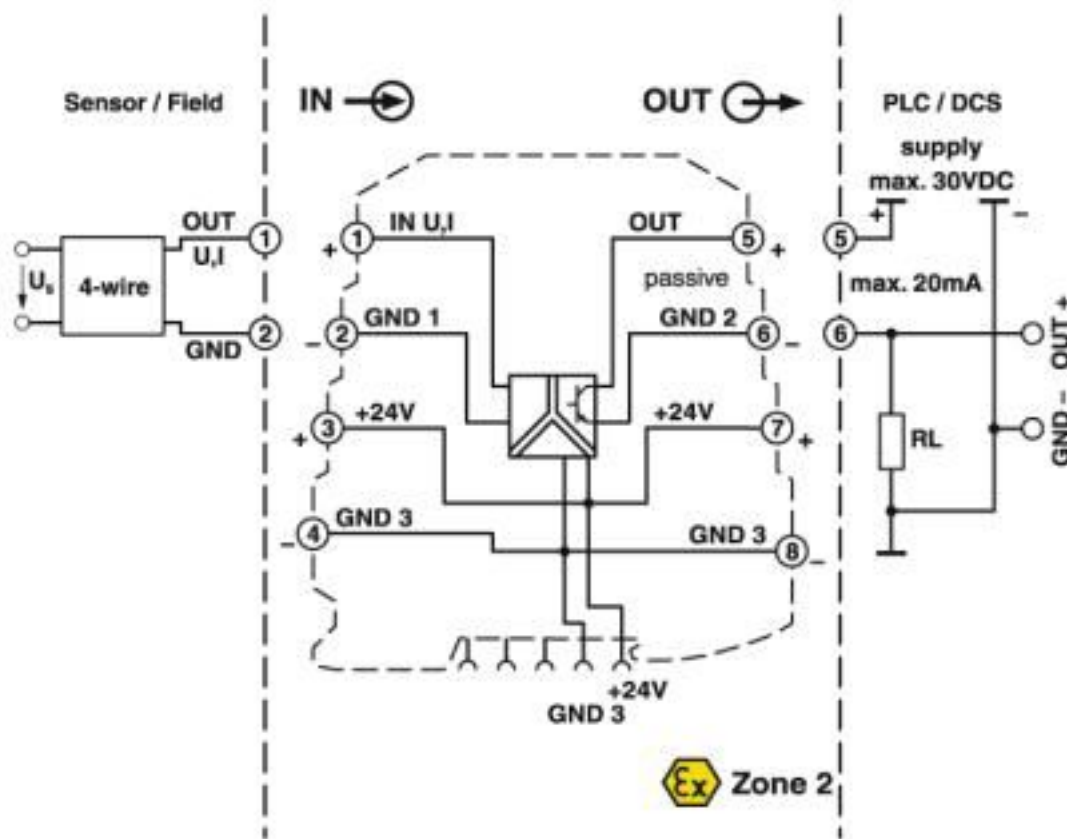 Sensor / Field
IN
OUT
PLC / DCS
supply
max. 30VDC
+
-
OUT
1
+
1
IN U,I
OUT
5
+
5
U,I
Us
4-wire
passive
max. 20mA
2
GND
-
2
GND 1
GND 2
6
-
6
OUT +
3
+
+24V
+24V
7
+
RL
GND -
4
-
GND 3
GND 3
8
-
+24V
GND 3
Ex
Zone 2